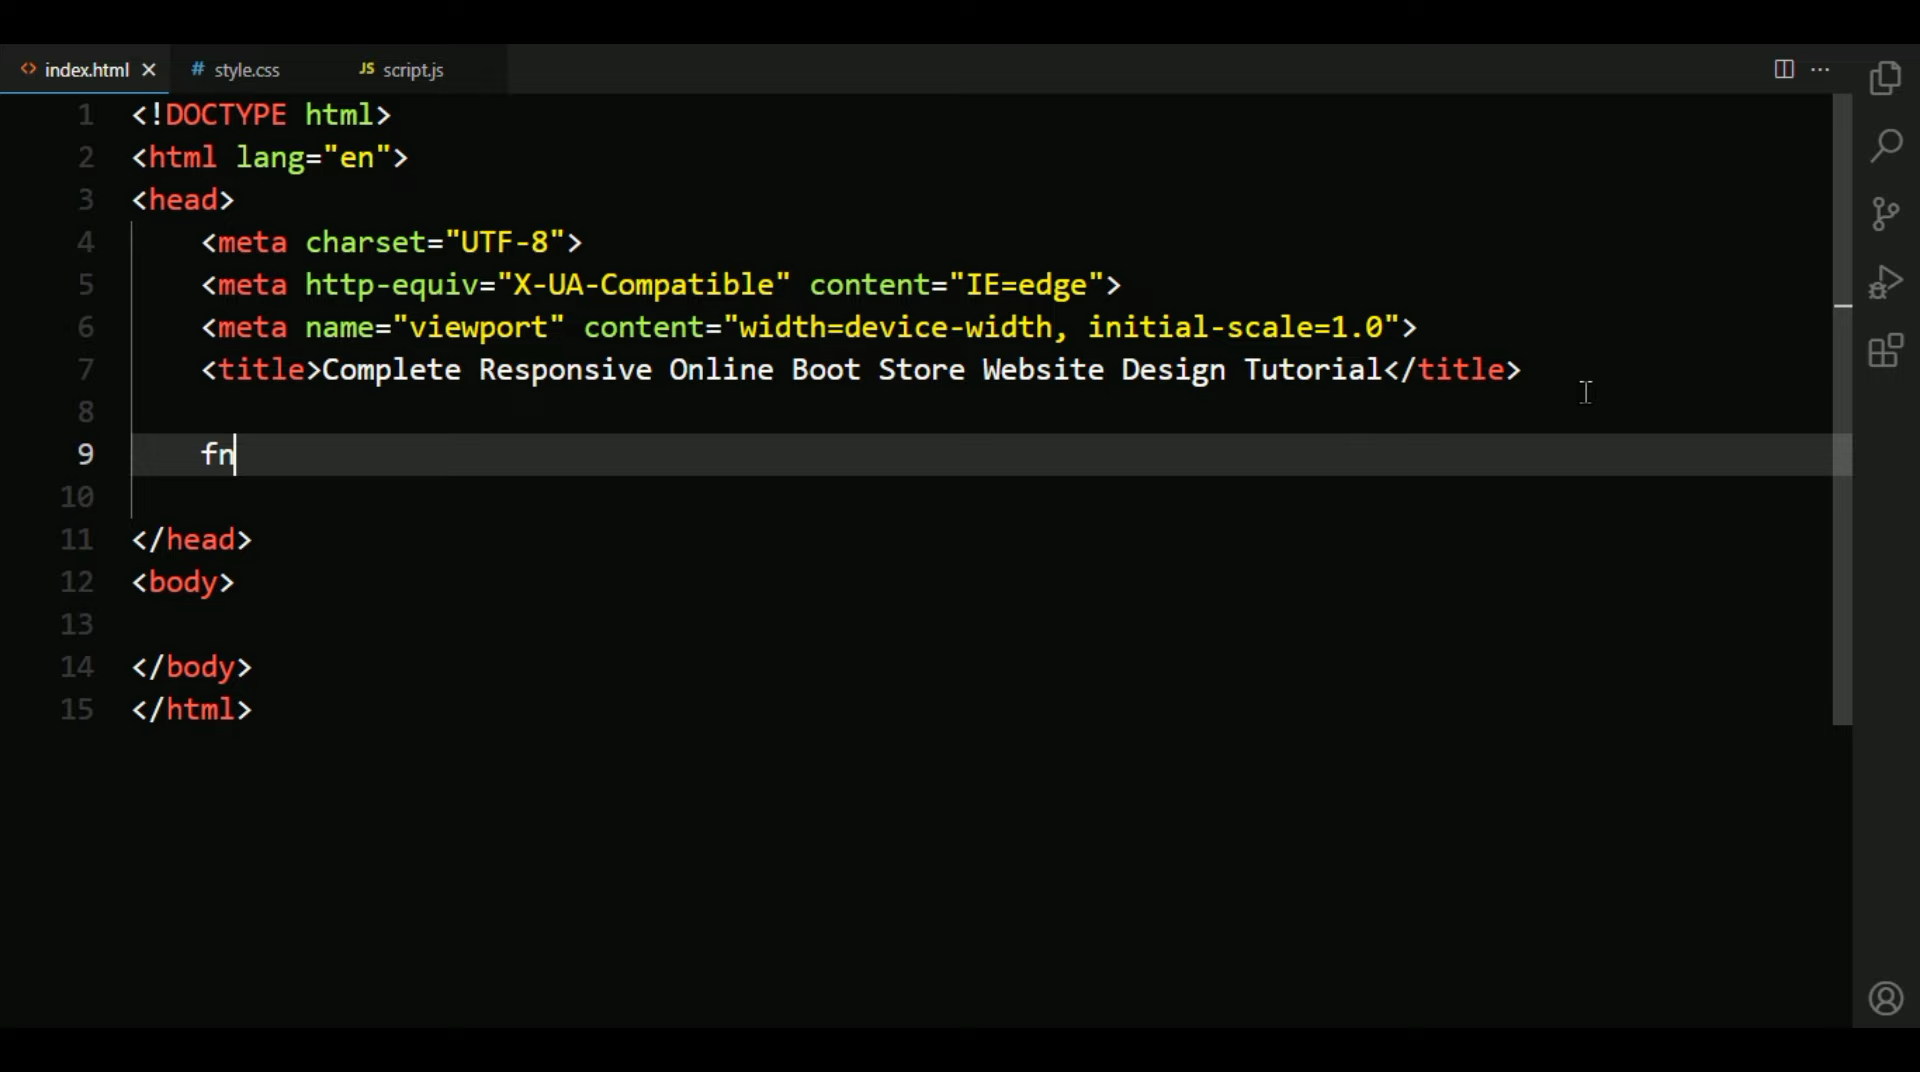 index.html style.css JS script.js
1 <!DOCTYPE html>
2 <html lang="en">
3 <head>
4 <meta charset="UTF-8">
5 <meta http-equiv="X-UA-Compatible" content="IE=edge">
6 <meta name="viewport" content="width=device-width, initial-scale=1.0">
7 <title>Complete Responsive Online Boot Store Website Design Tutorial</title>
8
9 fn
10
11 </head>
12 <body>
13
14 </body>
15 </html>